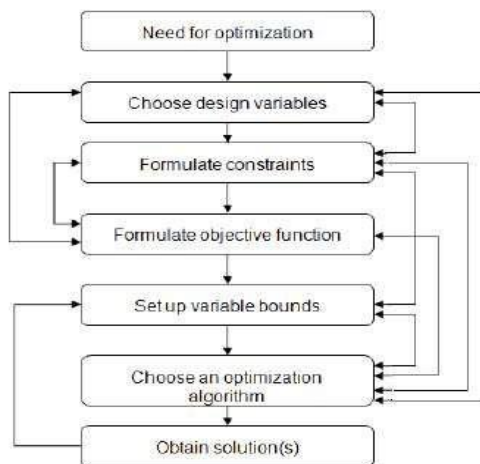 Need for optimization
Choose design variables
Formulate constraints
Formulate objective function
Set up variable bounds
Choose an optimization
algorithm
Obtain solution(s)